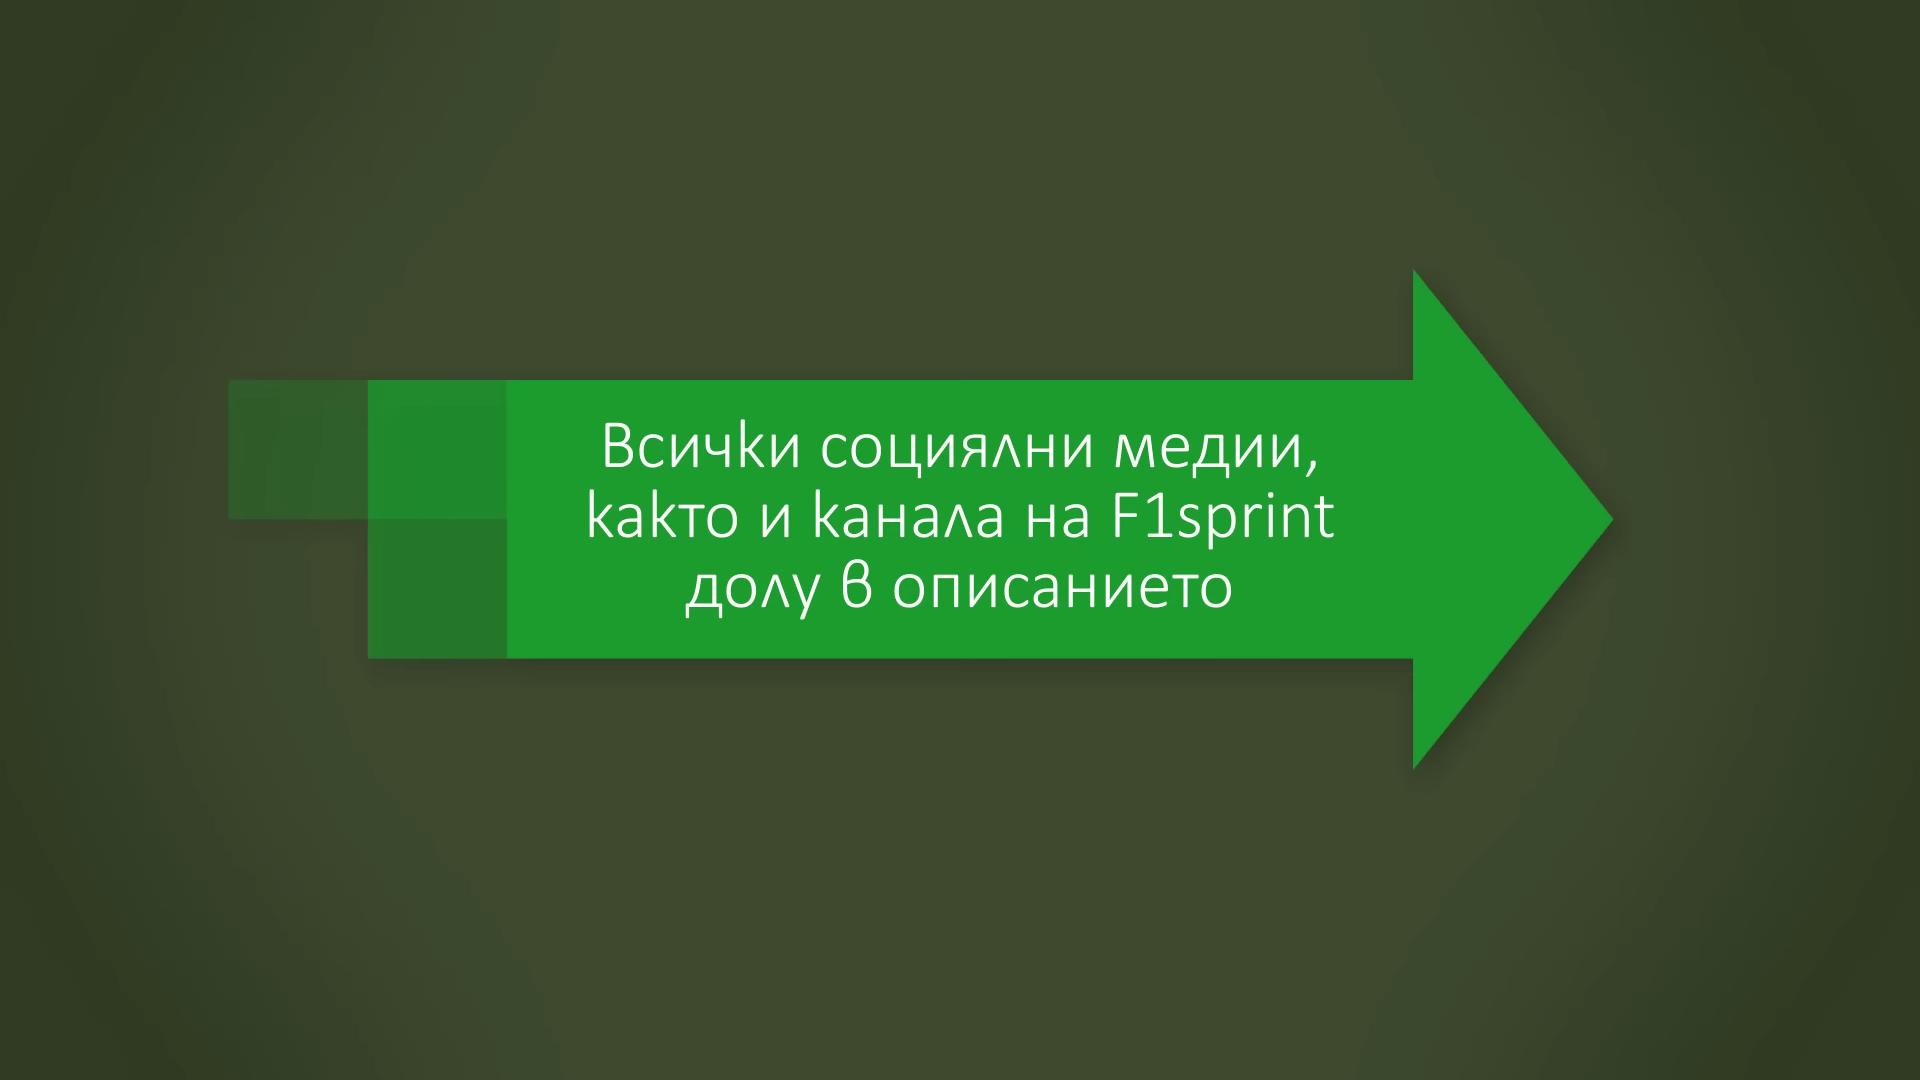 Всички социялни медии,
както и канала на F1sprint
долу в описанието